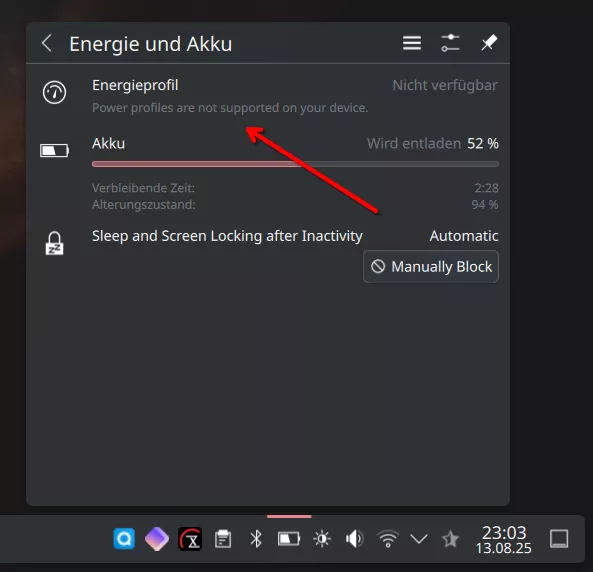 Energie und Akku
Energieprofil Nicht verfügbar
Power profiles are not supported on your device.
Akku Wird entladen 52 %
Verbleibende Zeit: 2:28
Alterungszustand: 94 %
Sleep and Screen Locking after Inactivity Automatic
Manually Block
23:03
13.08.25